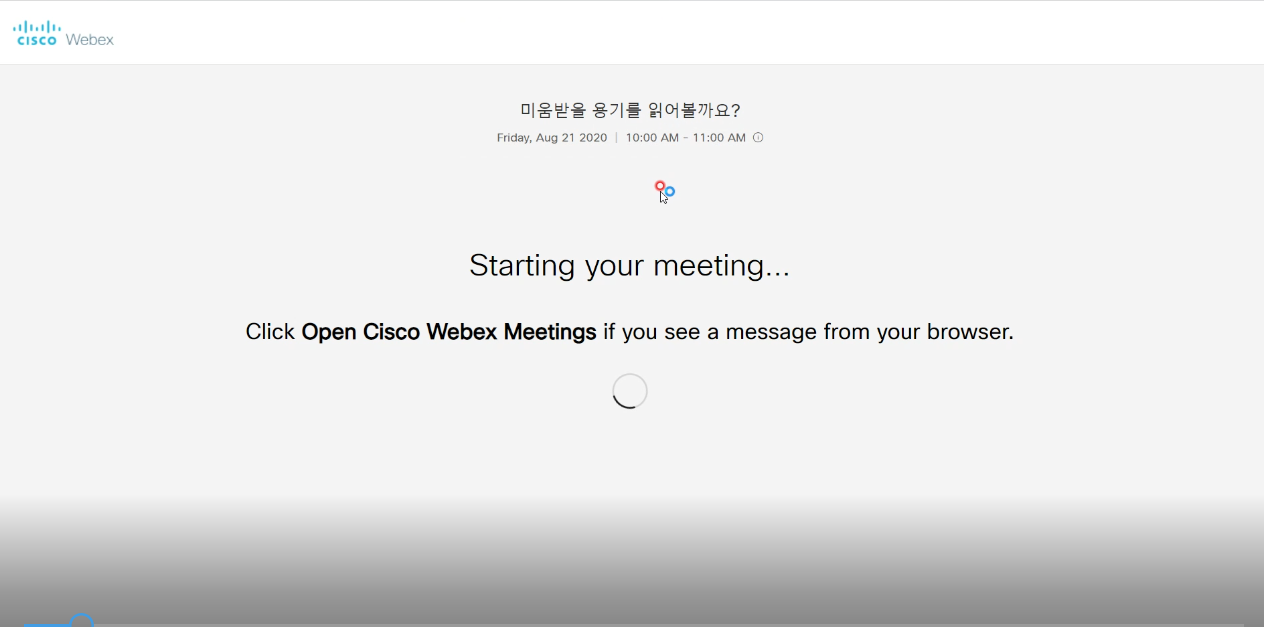 CISCO Webex
미움받을 용기를 읽어볼까요?
Friday, Aug 21 2020 | 10:00 AM - 11:00 AM
Starting your meeting...
Click Open Cisco Webex Meetings if you see a message from your browser.